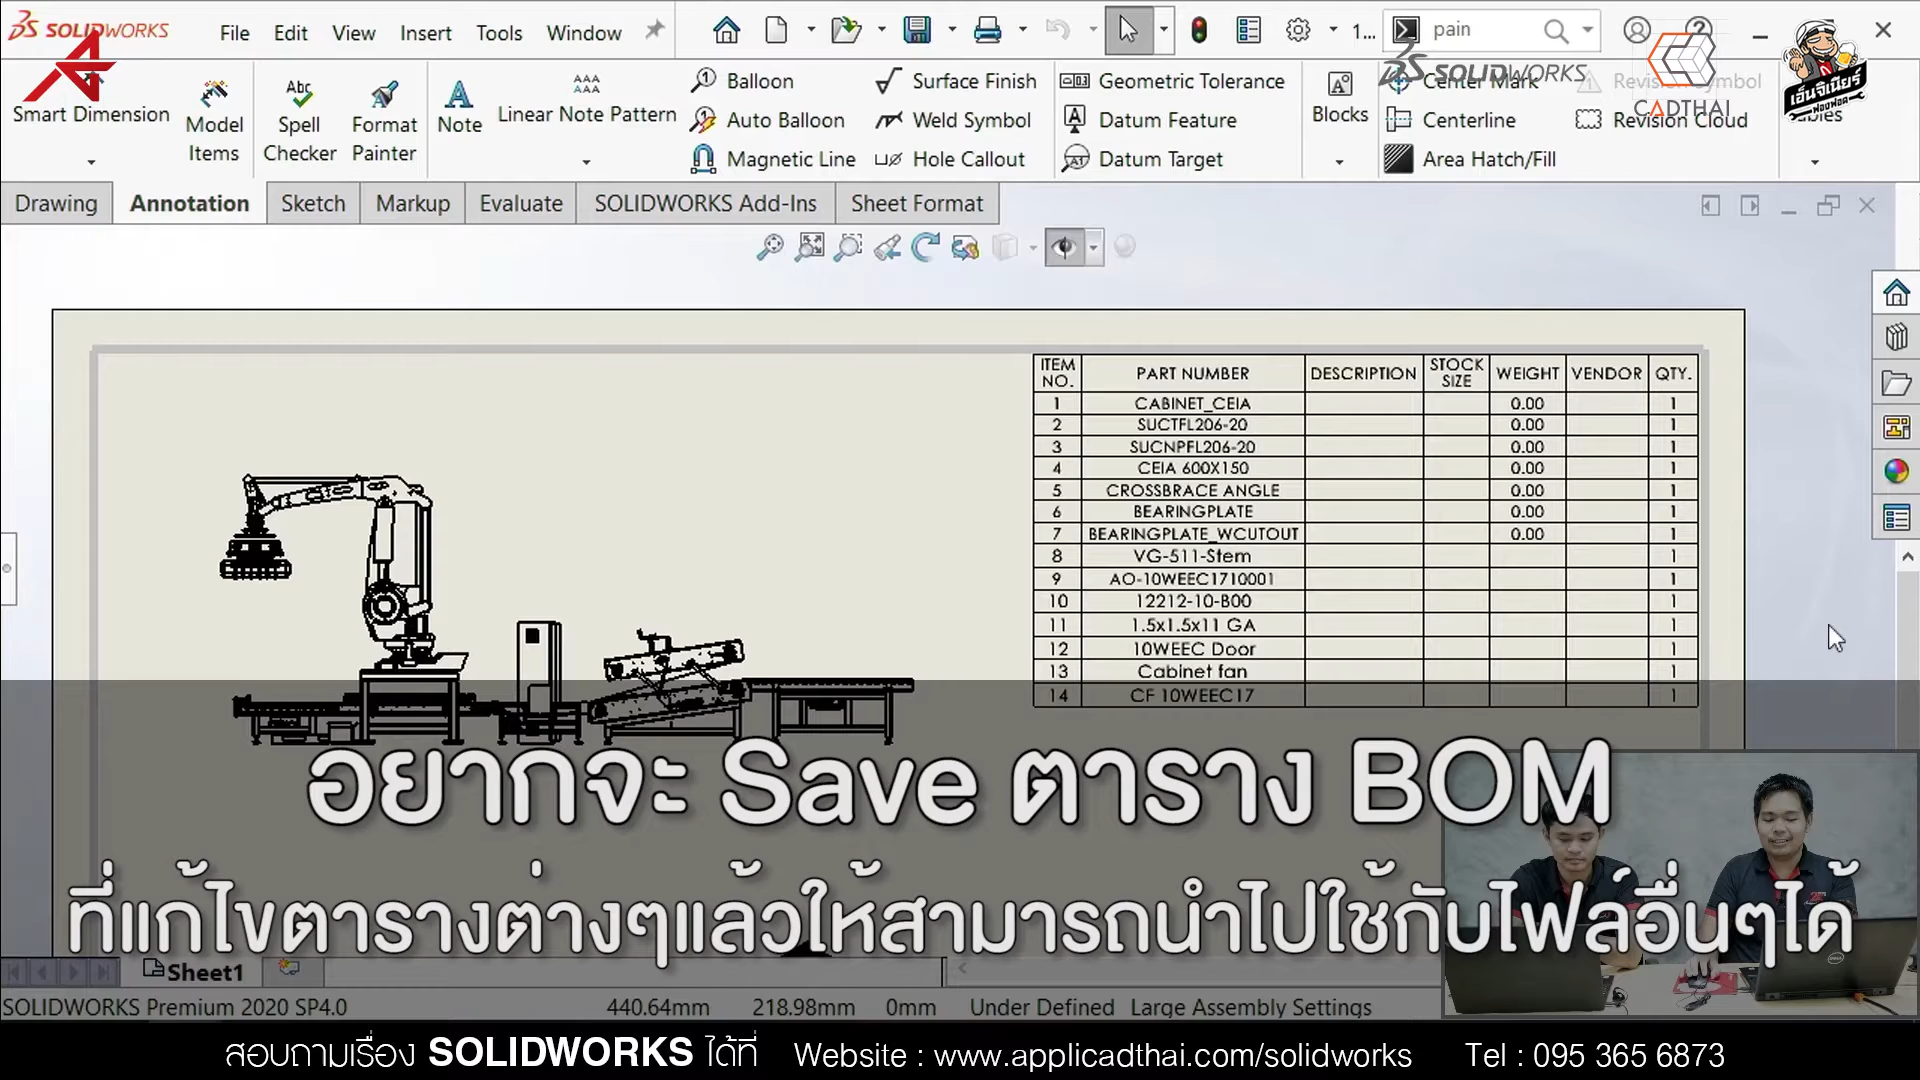 SOLIDWORKS File Edit View Insert Tools Window 1... pain
SOLIDWORKS CADTHAI เอ็นจิเนียร์
Smart Dimension Model Items Spell Checker Format Painter Note Linear Note Pattern
Balloon Surface Finish Geometric Tolerance Blocks Center Mark Revision Symbol
Auto Balloon Weld Symbol Datum Feature Centerline Revision Cloud
Magnetic Line Hole Callout Datum Target Area Hatch/Fill
Drawing Annotation Sketch Markup Evaluate SOLIDWORKS Add-Ins Sheet Format
ITEM NO. PART NUMBER DESCRIPTION STOCK SIZE WEIGHT VENDOR QTY.
1 CABINET_CEIA 0.00 1
2 SUCTFL206-20 0.00 1
3 SUCNPFL206-20 0.00 1
4 CEIA 600X150 0.00 1
5 CROSSBRACE ANGLE 0.00 1
6 BEARINGPLATE 0.00 1
7 BEARINGPLATE_WCUTOUT 0.00 1
8 VG-511-Stem 1
9 AO-10WEEC1710001 1
10 12212-10-B00 1
11 1.5x1.5x11 GA 1
12 10WEEC Door 1
13 Cabinet fan 1
14 CF 10WEEC17 1
อยากจะ Save ตาราง BOM
ที่แก้ไขตารางต่างๆแล้วให้สามารถนำไปใช้กับไฟล์อื่นๆได้
Sheet1
SOLIDWORKS Premium 2020 SP4.0 440.64mm 218.98mm 0mm Under Defined Large Assembly Settings
สอบถามเรื่อง SOLIDWORKS ได้ที่ Website : www.applicadthai.com/solidworks Tel : 095 365 6873